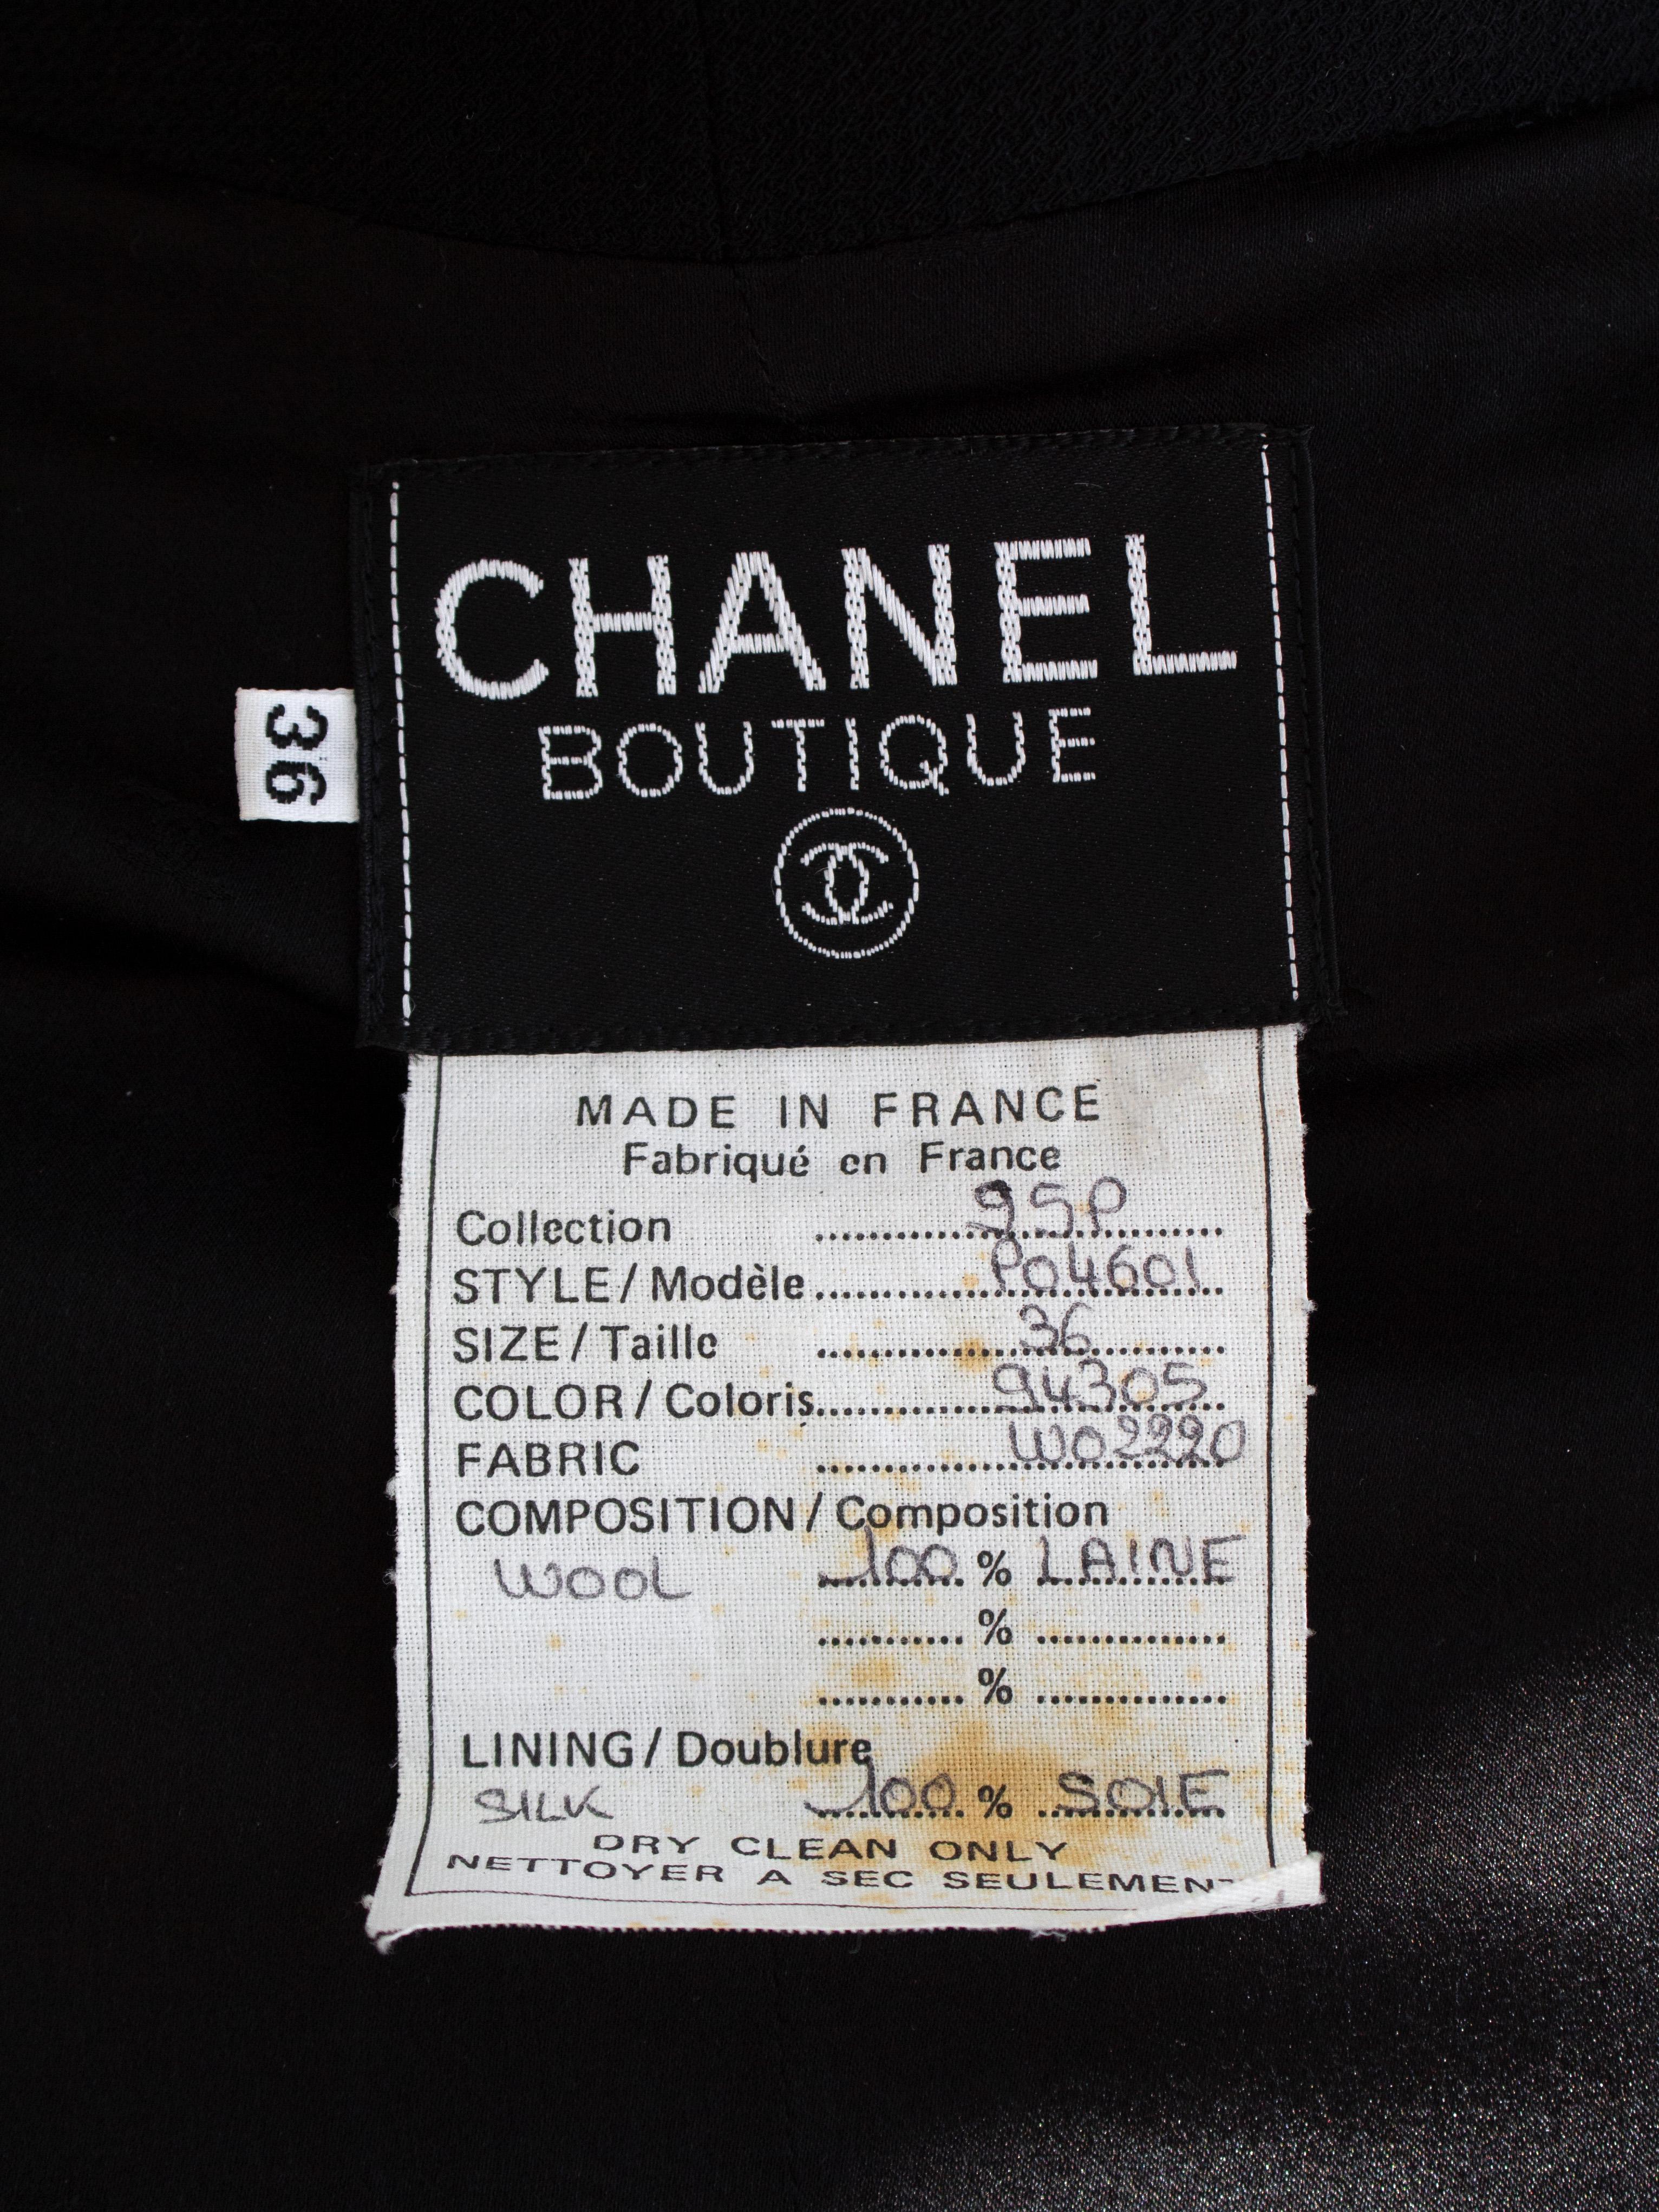 CHANEL
BOUTIQUE
36
MADE IN FRANCE
Fabriqué en France
Collection ..................95P..................
STYLE / Modèle..................P04601..................
SIZE / Taille ..................36..................
COLOR / Coloris..................94305..................
FABRIC ..................W02220..................
COMPOSITION / Composition
WOOL ...........100 % LAINE..............
........... % ..............
........... % ..............
LINING / Doublure
SILK ...........100 % SOIE..............
DRY CLEAN ONLY
NETTOYER A SEC SEULEMENT